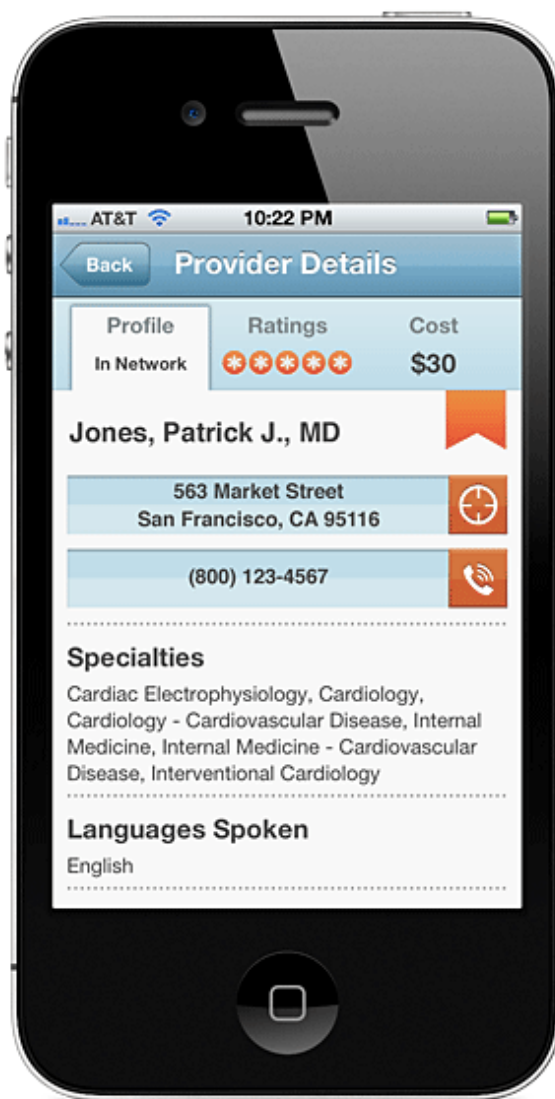 AT&T 10:22 PM
Back Provider Details
Profile Ratings Cost
In Network $30
Jones, Patrick J., MD
563 Market Street
San Francisco, CA 95116
(800) 123-4567
Specialties
Cardiac Electrophysiology, Cardiology,
Cardiology - Cardiovascular Disease, Internal
Medicine, Internal Medicine - Cardiovascular
Disease, Interventional Cardiology
Languages Spoken
English